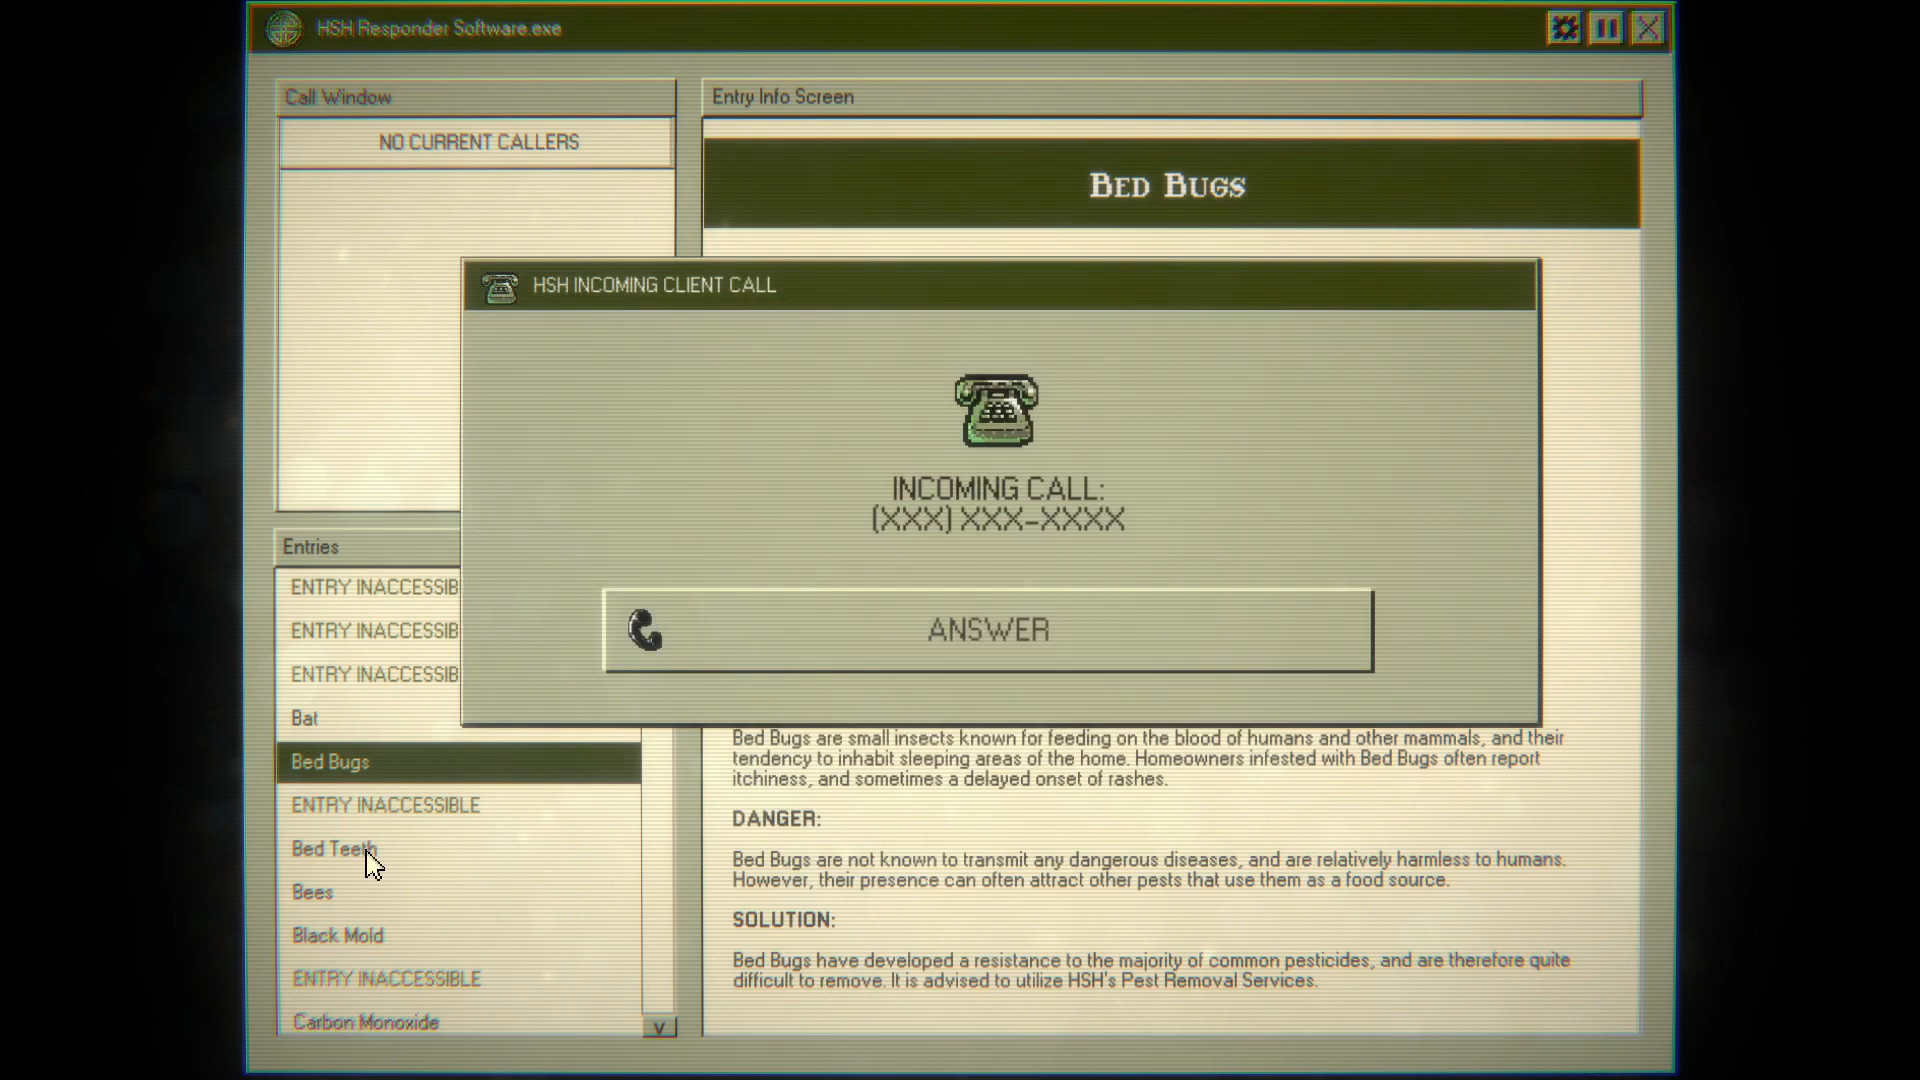 HSH Responder Software.exe
Call Window
NO CURRENT CALLERS
Entry Info Screen
BED BUGS
HSH INCOMING CLIENT CALL
INCOMING CALL:
(XXX) XXX-XXXX
ANSWER
Entries
ENTRY INACCESSIB
ENTRY INACCESSIB
ENTRY INACCESSIB
Bat
Bed Bugs
ENTRY INACCESSIBLE
Bed Teeth
Bees
Black Mold
ENTRY INACCESSIBLE
Carbon Monoxide
V
Bed Bugs are small insects known for feeding on the blood of humans and other mammals, and their
tendency to inhabit sleeping areas of the home. Homeowners infested with Bed Bugs often report
itchiness, and sometimes a delayed onset of rashes.
DANGER:
Bed Bugs are not known to transmit any dangerous diseases, and are relatively harmless to humans.
However, their presence can often attract other pests that use them as a food source.
SOLUTION:
Bed Bugs have developed a resistance to the majority of common pesticides, and are therefore quite
difficult to remove. It is advised to utilize HSH's Pest Removal Services.